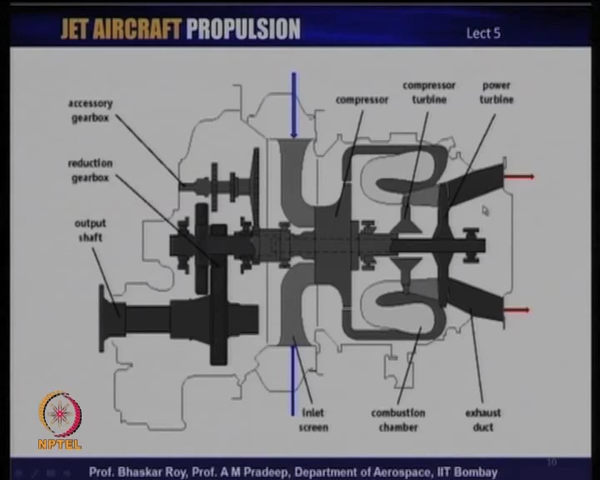 JET AIRCRAFT PROPULSION
Lect 5
accessory
gearbox
reduction
gearbox
output
shaft
compressor
compressor
turbine
power
turbine
inlet
screen
combustion
chamber
exhaust
duct
NPTEL
10
Prof. Bhaskar Roy, Prof. A M Pradeep, Department of Aerospace, IIT Bombay